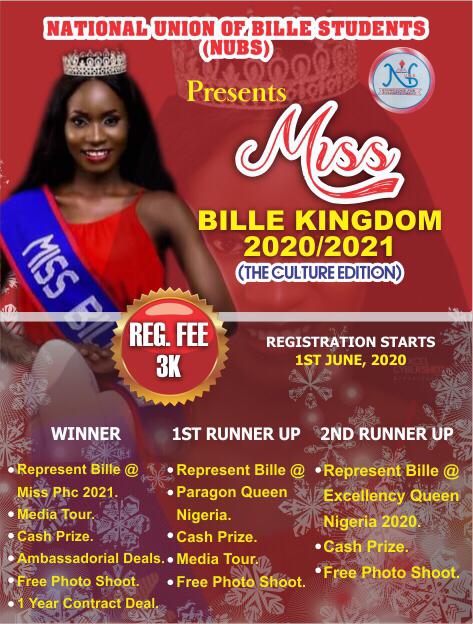 NATIONAL UNION OF BILLE STUDENTS
(NUBS)
Presents
Miss
BILLE KINGDOM
2020/2021
(THE CULTURE EDITION)
MISS BIL
REG. FEE
3K
REGISTRATION STARTS
1ST JUNE, 2020
WINNER
• Represent Bille @
Miss Phc 2021.
• Media Tour.
• Cash Prize.
• Ambassadorial Deals.
• Free Photo Shoot.
• 1 Year Contract Deal.
1ST RUNNER UP
• Represent Bille @
• Paragon Queen
Nigeria.
• Cash Prize.
• Media Tour.
• Free Photo Shoot.
2ND RUNNER UP
• Represent Bille @
Excellency Queen
Nigeria 2020.
• Cash Prize.
• Free Photo Shoot.